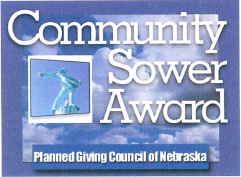 Community
Sower
Award
Planned Giving Council of Nebraska